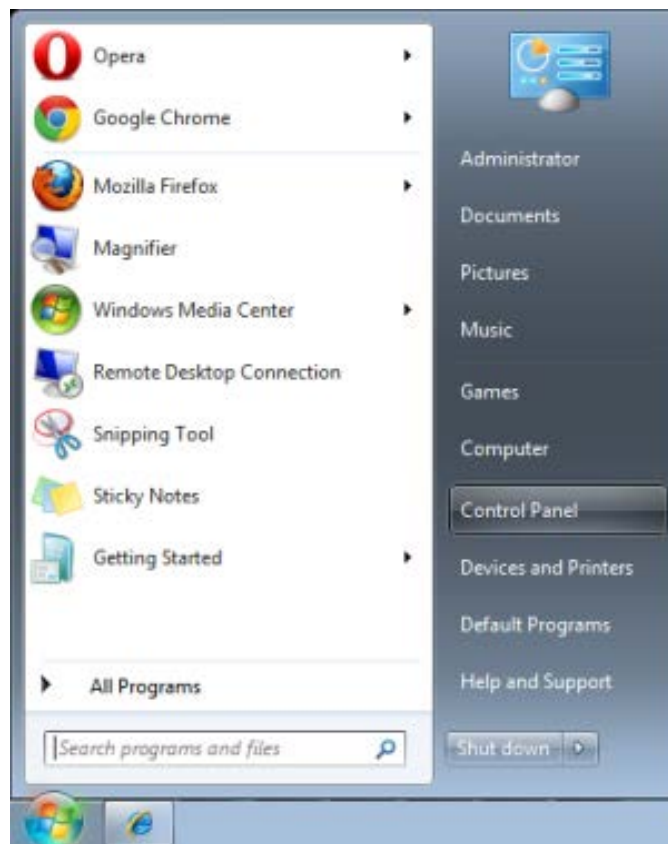 Opera
Google Chrome
Mozilla Firefox
Magnifier
Windows Media Center
Remote Desktop Connection
Snipping Tool
Sticky Notes
Getting Started
All Programs
Search programs and files
Administrator
Documents
Pictures
Music
Games
Computer
Control Panel
Devices and Printers
Default Programs
Help and Support
Shut down